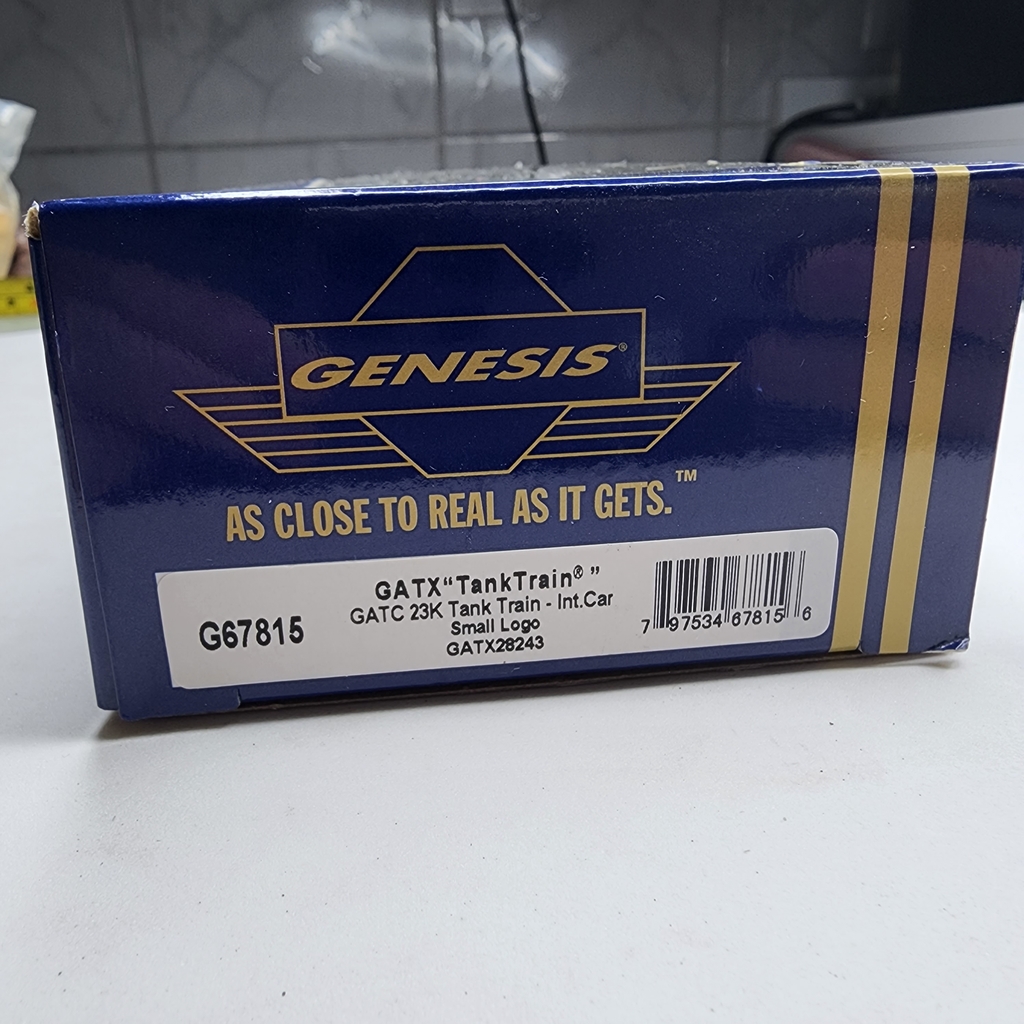 GENESIS®
AS CLOSE TO REAL AS IT GETS.™
G67815
GATX“TankTrain®”
GATC 23K Tank Train - Int.Car
Small Logo
GATX28243
7 97534 67815 6